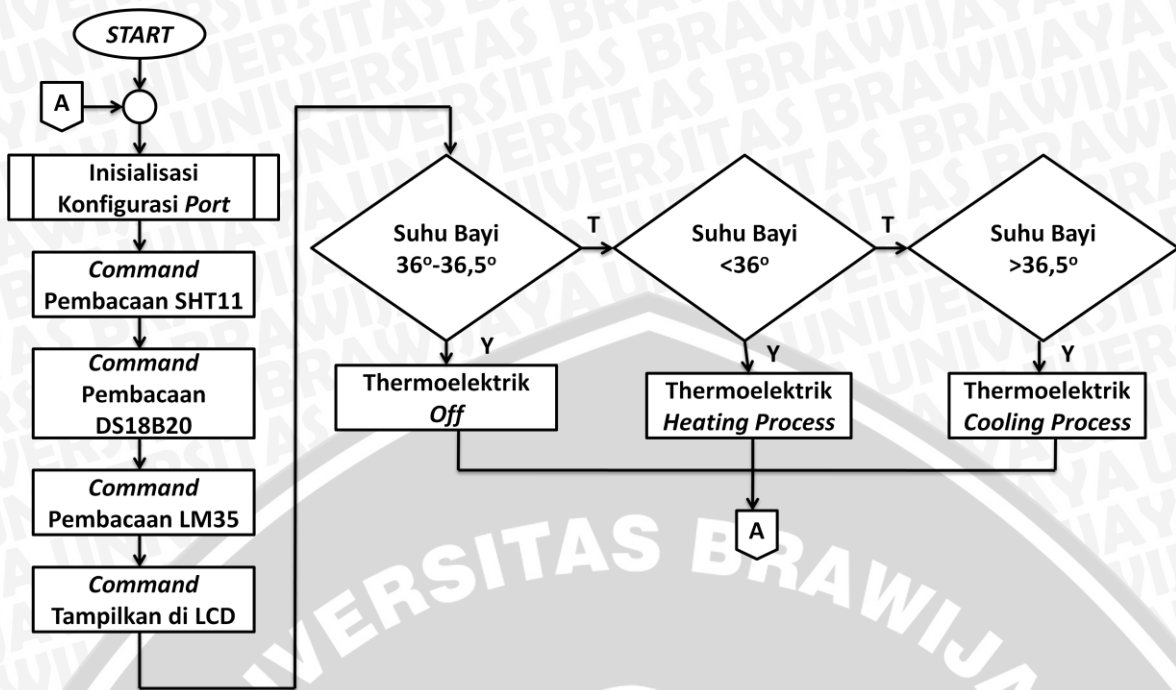 START
A
Inisialisasi
Konfigurasi Port
Command
Pembacaan SHT11
Command
Pembacaan
DS18B20
Command
Pembacaan LM35
Command
Tampilkan di LCD
Suhu Bayi
36º-36,5º
T
Suhu Bayi
<36º
T
Suhu Bayi
>36,5º
Y
Y
Y
Thermoelektrik
Off
Thermoelektrik
Heating Process
Thermoelektrik
Cooling Process
A
UNIVERSITAS BRAWIJAYA
VERSITAS BRAWIJA